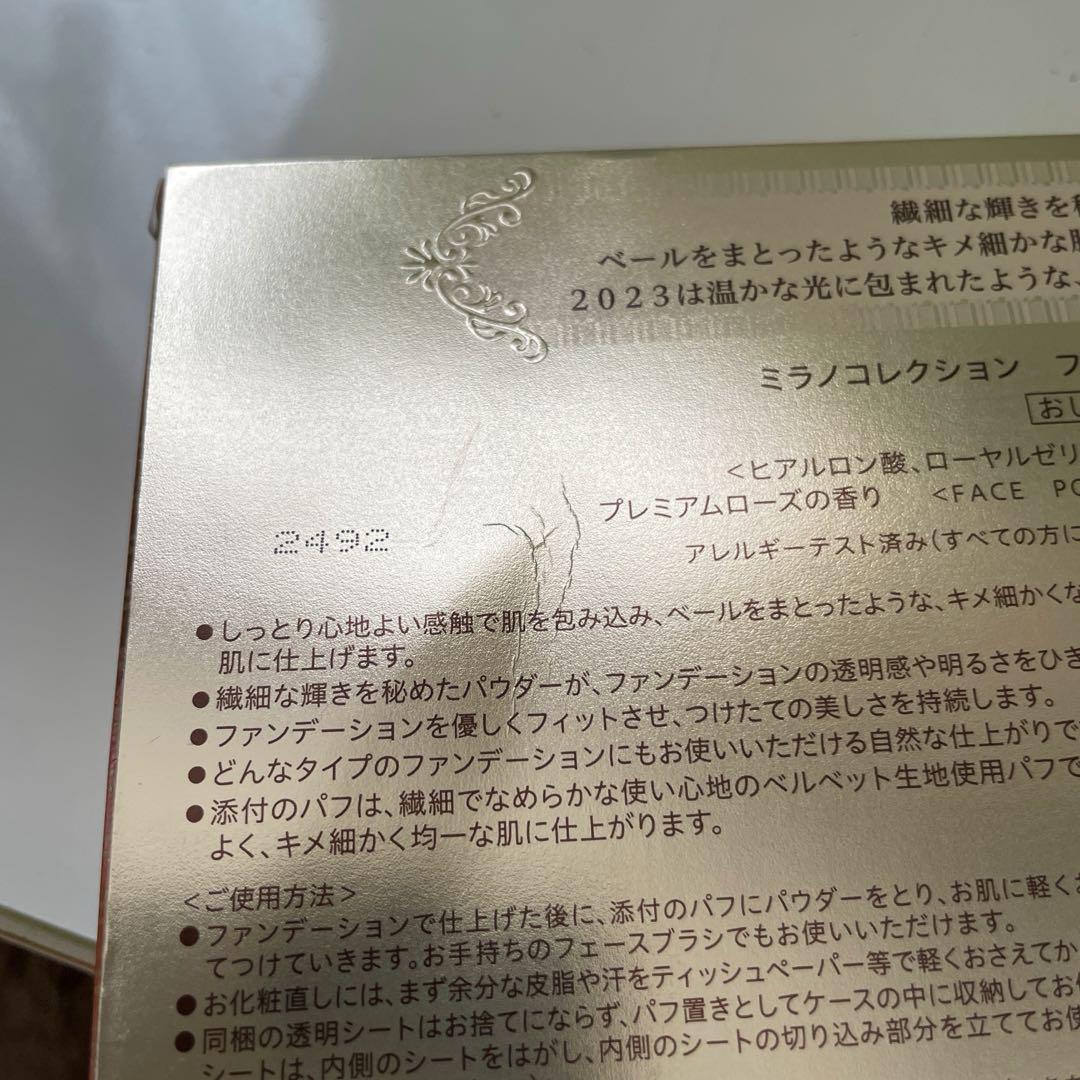 繊細な輝きを
ベールをまとったようなキメ細かな
2023は温かな光に包まれたような、
ミラノコレクション フ
おし
<ヒアルロン酸、ローヤルゼリ
プレミアムローズの香り <FACE PO
アレルギーテスト済み(すべての方に
2492
●しっとり心地よい感触で肌を包み込み、ベールをまとったような、キメ細かくな
肌に仕上げます。
●繊細な輝きを秘めたパウダーが、ファンデーションの透明感や明るさをひき
●ファンデーションを優しくフィットさせ、つけたての美しさを持続します。
●どんなタイプのファンデーションにもお使いいただける自然な仕上がりで
●添付のパフは、繊細でなめらかな使い心地のベルベット生地使用パフで
よく、キメ細かく均一な肌に仕上がります。
<ご使用方法>
●ファンデーションで仕上げた後に、添付のパフにパウダーをとり、お肌に軽く
てつけていきます。お手持ちのフェースブラシでもお使いいただけます。
●お化粧直しには、まず余分な皮脂や汗をティッシュペーパー等で軽くおさえてか
●同梱の透明シートはお捨てにならず、パフ置きとしてケースの中に収納してお
シートは、内側のシートをはがし、内側のシートの切り込み部分を立ててお使